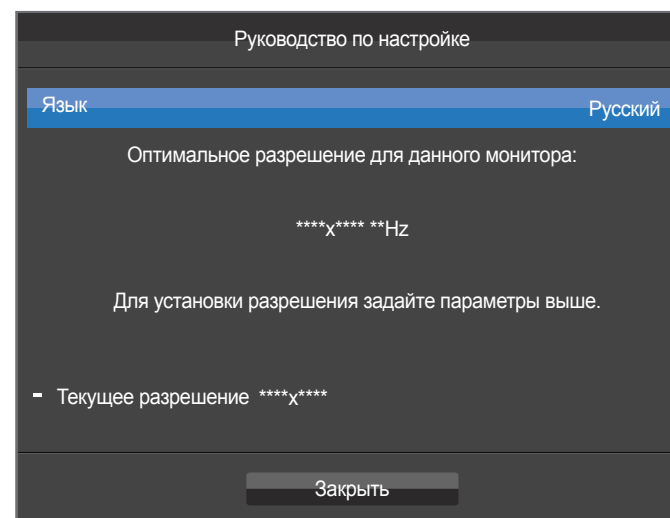 Руководство по настройке
Язык Русский
Оптимальное разрешение для данного монитора:
****x**** **Hz
Для установки разрешения задайте параметры выше.
- Текущее разрешение ****x****
Закрыть